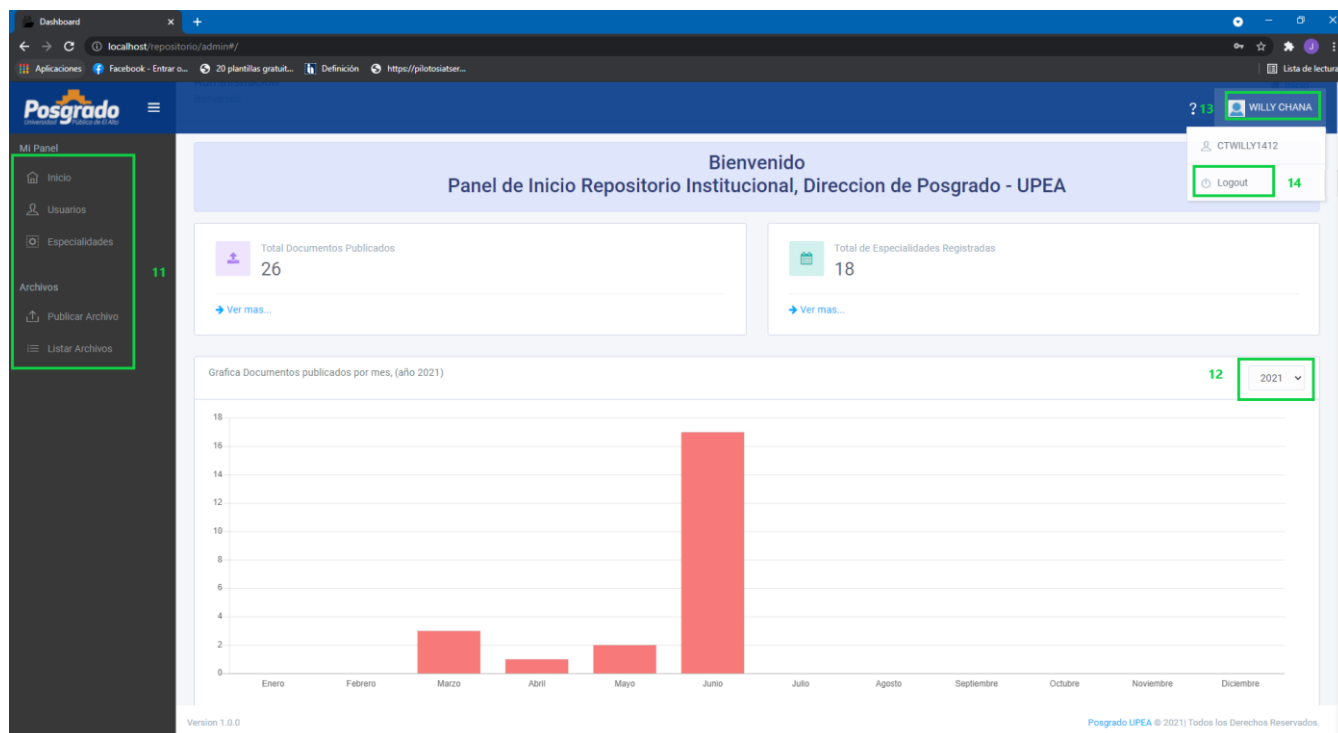 Dashboard
localhost/repositorio/admin#/
Aplicaciones
Facebook - Entrar o...
20 plantillas gratuit...
Definición
https://pilotosiatser...
Lista de lectura
Posgrado
Universidad Pública de El Alto
? 13
WILLY CHANA
CTWILLY1412
Logout
14
Mi Panel
Inicio
Usuarios
Especialidades
11
Archivos
Publicar Archivo
Listar Archivos
Bienvenido
Panel de Inicio Repositorio Institucional, Direccion de Posgrado - UPEA
Total Documentos Publicados
26
Ver mas...
Total de Especialidades Registradas
18
Ver mas...
Grafica Documentos publicados por mes, (año 2021)
12
2021
18
16
14
12
10
8
6
4
2
0
Enero Febrero Marzo Abril Mayo Junio Julio Agosto Septiembre Octubre Noviembre Diciembre
Version 1.0.0
Posgrado UPEA © 2021| Todos los Derechos Reservados.